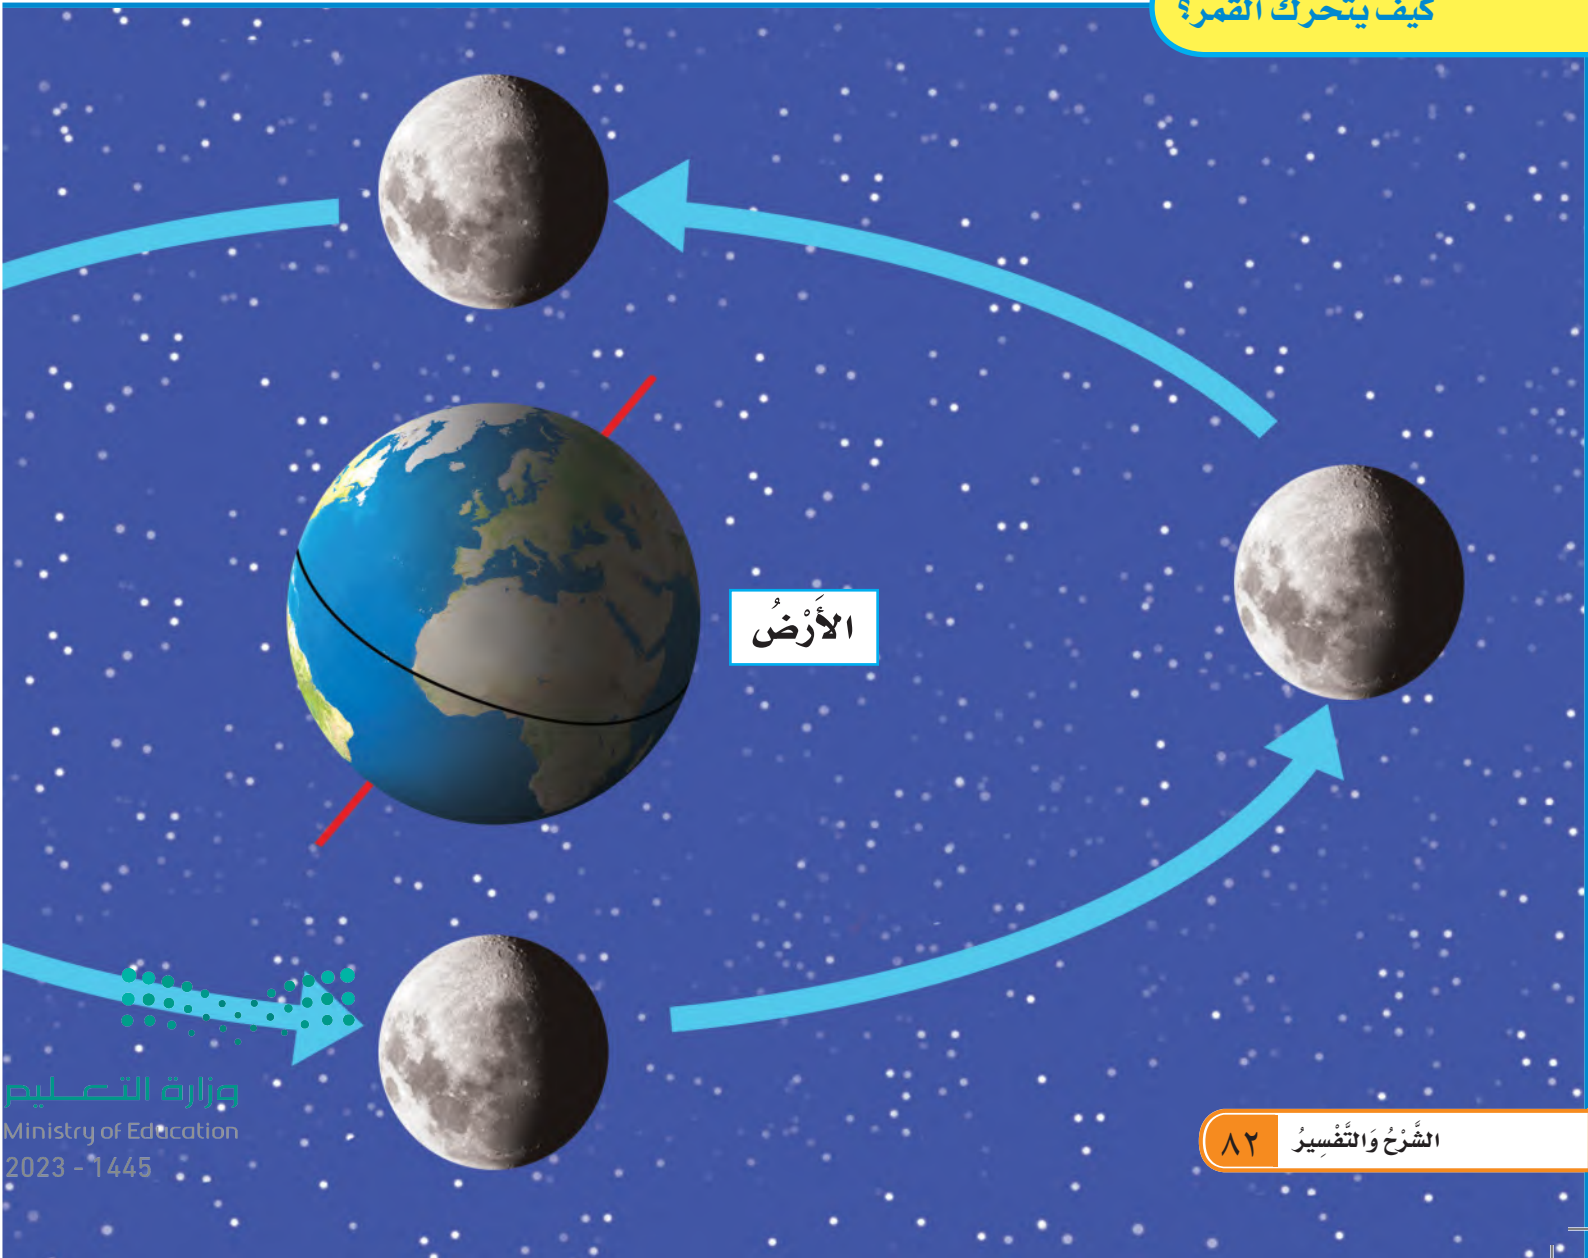 كيف يتحرك القمر؟
الأَرْضُ
وزارة التعليم
Ministry of Education
2023 - 1445
الشَّرْحُ وَالتَّفْسِيرُ ٨٢